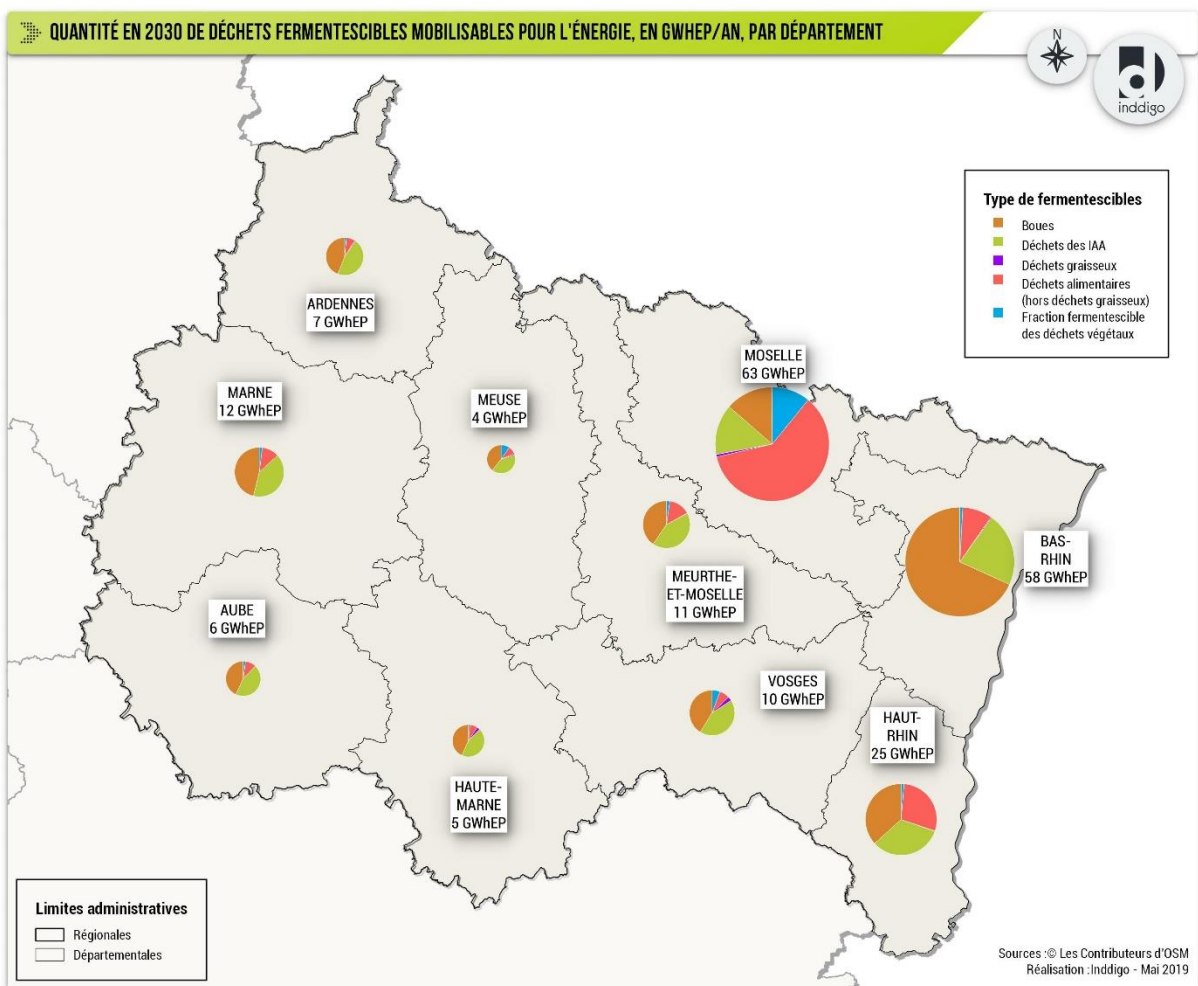 QUANTITÉ EN 2030 DE DÉCHETS FERMENTESCIBLES MOBILISABLES POUR L'ÉNERGIE, EN GWHEP/AN, PAR DÉPARTEMENT
N
inddigo
Type de fermentescibles
Boues
Déchets des IAA
Déchets graisseux
Déchets alimentaires
(hors déchets graisseux)
Fraction fermentescible
des déchets végétaux
ARDENNES
7 GWhEP
MARNE
12 GWhEP
MEUSE
4 GWhEP
MOSELLE
63 GWhEP
BAS-
RHIN
58 GWhEP
MEURTHE-
ET-MOSELLE
11 GWhEP
AUBE
6 GWhEP
VOSGES
10 GWhEP
HAUT-
RHIN
25 GWhEP
HAUTE-
MARNE
5 GWhEP
Limites administratives
Régionales
Départementales
Sources :© Les Contributeurs d'OSM
Réalisation :Inddigo - Mai 2019